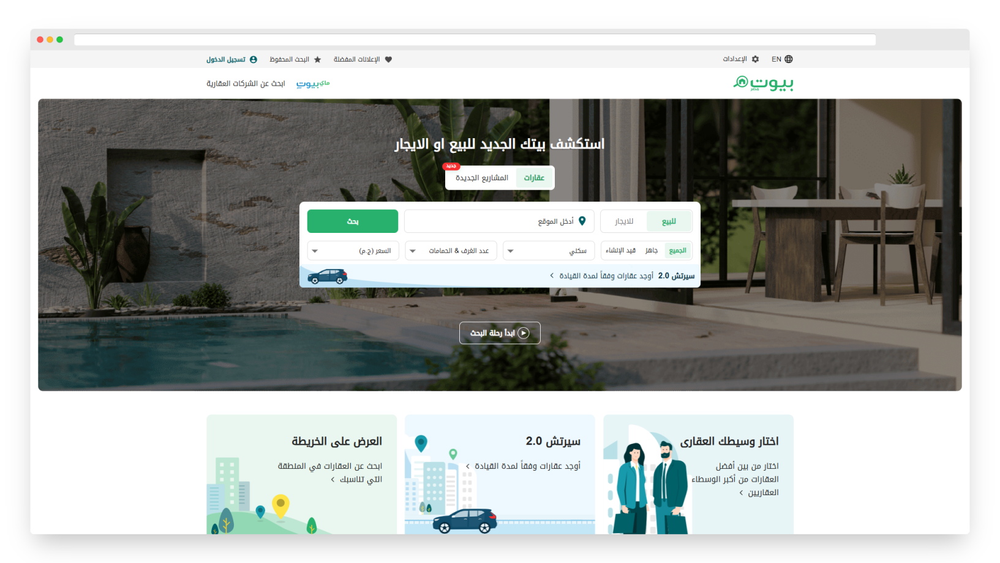 EN
الإعدادات
الإعلانات المفضلة
البحث المحفوظ
تسجيل الدخول
بيوت
مصر
ماي بيوت
ابحث عن الشركات العقارية
استكشف بيتك الجديد للبيع او الايجار
جديد
عقارات
المشاريع الجديدة
للبيع
للايجار
أدخل الموقع
بحث
الجميع
جاهز
قيد الإنشاء
سكني
عدد الغرف & الحمامات
السعر (ج.م)
سيرتش 2.0 أوجد عقارات وفقاً لمدة القيادة
ابدأ رحلة البحث
اختار وسيطك العقارى
اختار من بين أفضل
العقارات من أكبر الوسطاء
العقاريين
سيرتش 2.0
أوجد عقارات وفقاً لمدة القيادة
العرض على الخريطة
ابحث عن العقارات في المنطقة
التي تناسبك